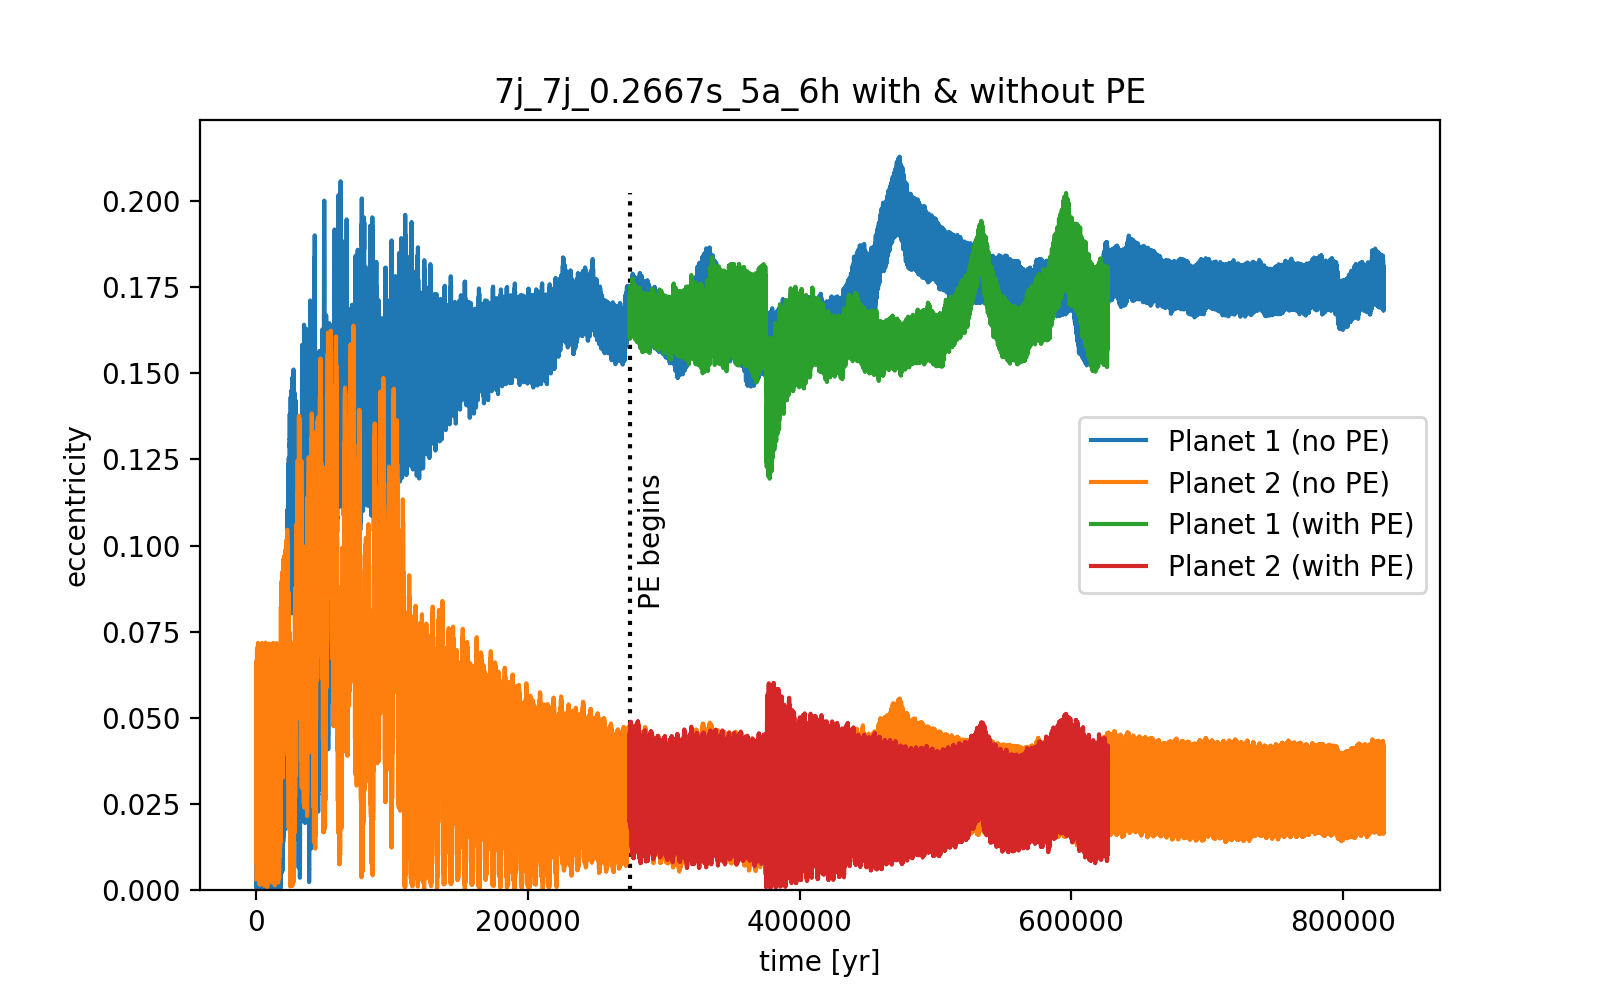 7j_7j_0.2667s_5a_6h with & without PE
eccentricity
0.200
0.175
0.150
0.125
0.100
0.075
0.050
0.025
0.000
PE begins
Planet 1 (no PE)
Planet 2 (no PE)
Planet 1 (with PE)
Planet 2 (with PE)
0
200000
400000
600000
800000
time [yr]